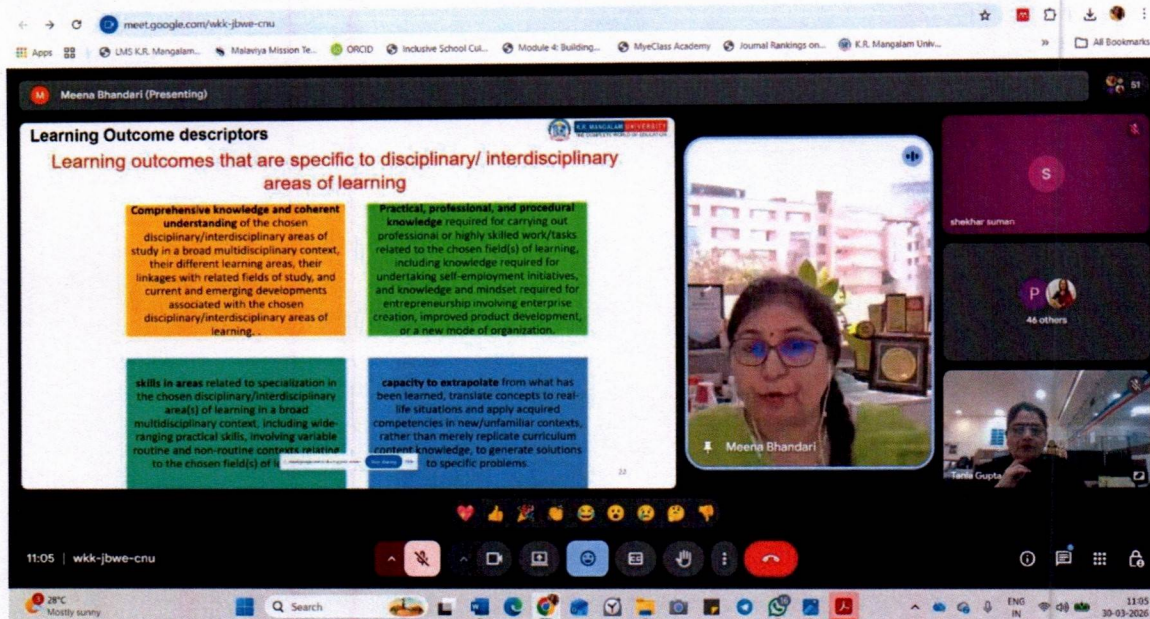 meet.google.com/wkk-jbwe-cnu
Apps
LMS K.R. Mangalam...
Malaviya Mission Te...
ORCID
Inclusive School Cul...
Module 4: Building...
MyeClass Academy
Journal Rankings on...
K.R. Mangalam Univ...
»
All Bookmarks
M
Meena Bhandari (Presenting)
51
Learning Outcome descriptors
K.R. MANGALAM UNIVERSITY
THE COMPLETE WORLD OF EDUCATION
Learning outcomes that are specific to disciplinary/ interdisciplinary
areas of learning
Comprehensive knowledge and coherent
understanding of the chosen
disciplinary/interdisciplinary areas of
study in a broad multidisciplinary context,
their different learning areas, their
linkages with related fields of study, and
current and emerging developments
associated with the chosen
disciplinary/interdisciplinary areas of
learning. .
Practical, professional, and procedural
knowledge required for carrying out
professional or highly skilled work/tasks
related to the chosen field(s) of learning,
including knowledge required for
undertaking self-employment initiatives,
and knowledge and mindset required for
entrepreneurship involving enterprise
creation, improved product development,
or a new mode of organization.
skills in areas related to specialization in
the chosen disciplinary/interdisciplinary
area(s) of learning in a broad
multidisciplinary context, including wide-
ranging practical skills, involving variable
routine and non-routine contexts relating
to the chosen field(s) of
capacity to extrapolate from what has
been learned, translate concepts to real-
life situations and apply acquired
competencies in new/unfamiliar contexts,
rather than merely replicate curriculum
content knowledge, to generate solutions
to specific problems
22
Meena Bhandari
S
shekhar suman
P
46 others
Tania Gupta
11:05 | wkk-jbwe-cnu
28°C
Mostly sunny
Search
ENG
IN
11:05
30-03-2026